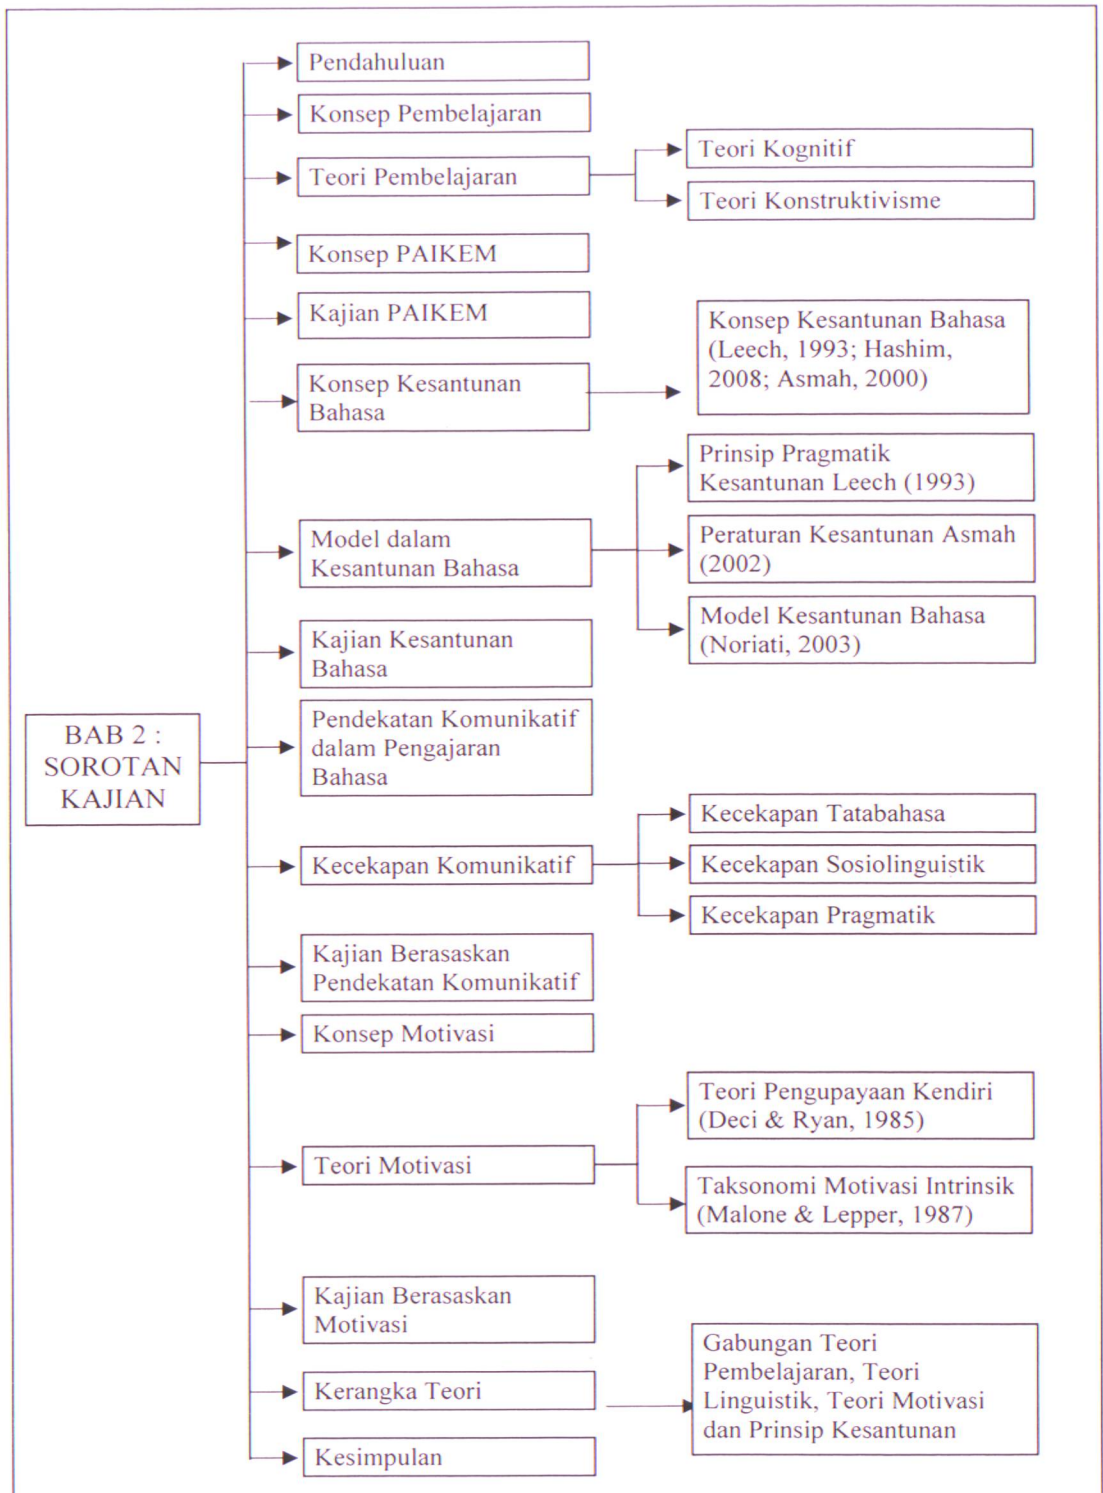 Pendahuluan
Konsep Pembelajaran
Teori Pembelajaran
Teori Kognitif
Teori Konstruktivisme
Konsep PAIKEM
Kajian PAIKEM
Konsep Kesantunan
Bahasa
Konsep Kesantunan Bahasa
(Leech, 1993; Hashim,
2008; Asmah, 2000)
Model dalam
Kesantunan Bahasa
Prinsip Pragmatik
Kesantunan Leech (1993)
Peraturan Kesantunan Asmah
(2002)
Model Kesantunan Bahasa
(Noriati, 2003)
Kajian Kesantunan
Bahasa
BAB 2 :
SOROTAN
KAJIAN
Pendekatan Komunikatif
dalam Pengajaran
Bahasa
Kecekapan Komunikatif
Kecekapan Tatabahasa
Kecekapan Sosiolinguistik
Kecekapan Pragmatik
Kajian Berasaskan
Pendekatan Komunikatif
Konsep Motivasi
Teori Motivasi
Teori Pengupayaan Kendiri
(Deci & Ryan, 1985)
Taksonomi Motivasi Intrinsik
(Malone & Lepper, 1987)
Kajian Berasaskan
Motivasi
Kerangka Teori
Gabungan Teori
Pembelajaran, Teori
Linguistik, Teori Motivasi
dan Prinsip Kesantunan
Kesimpulan